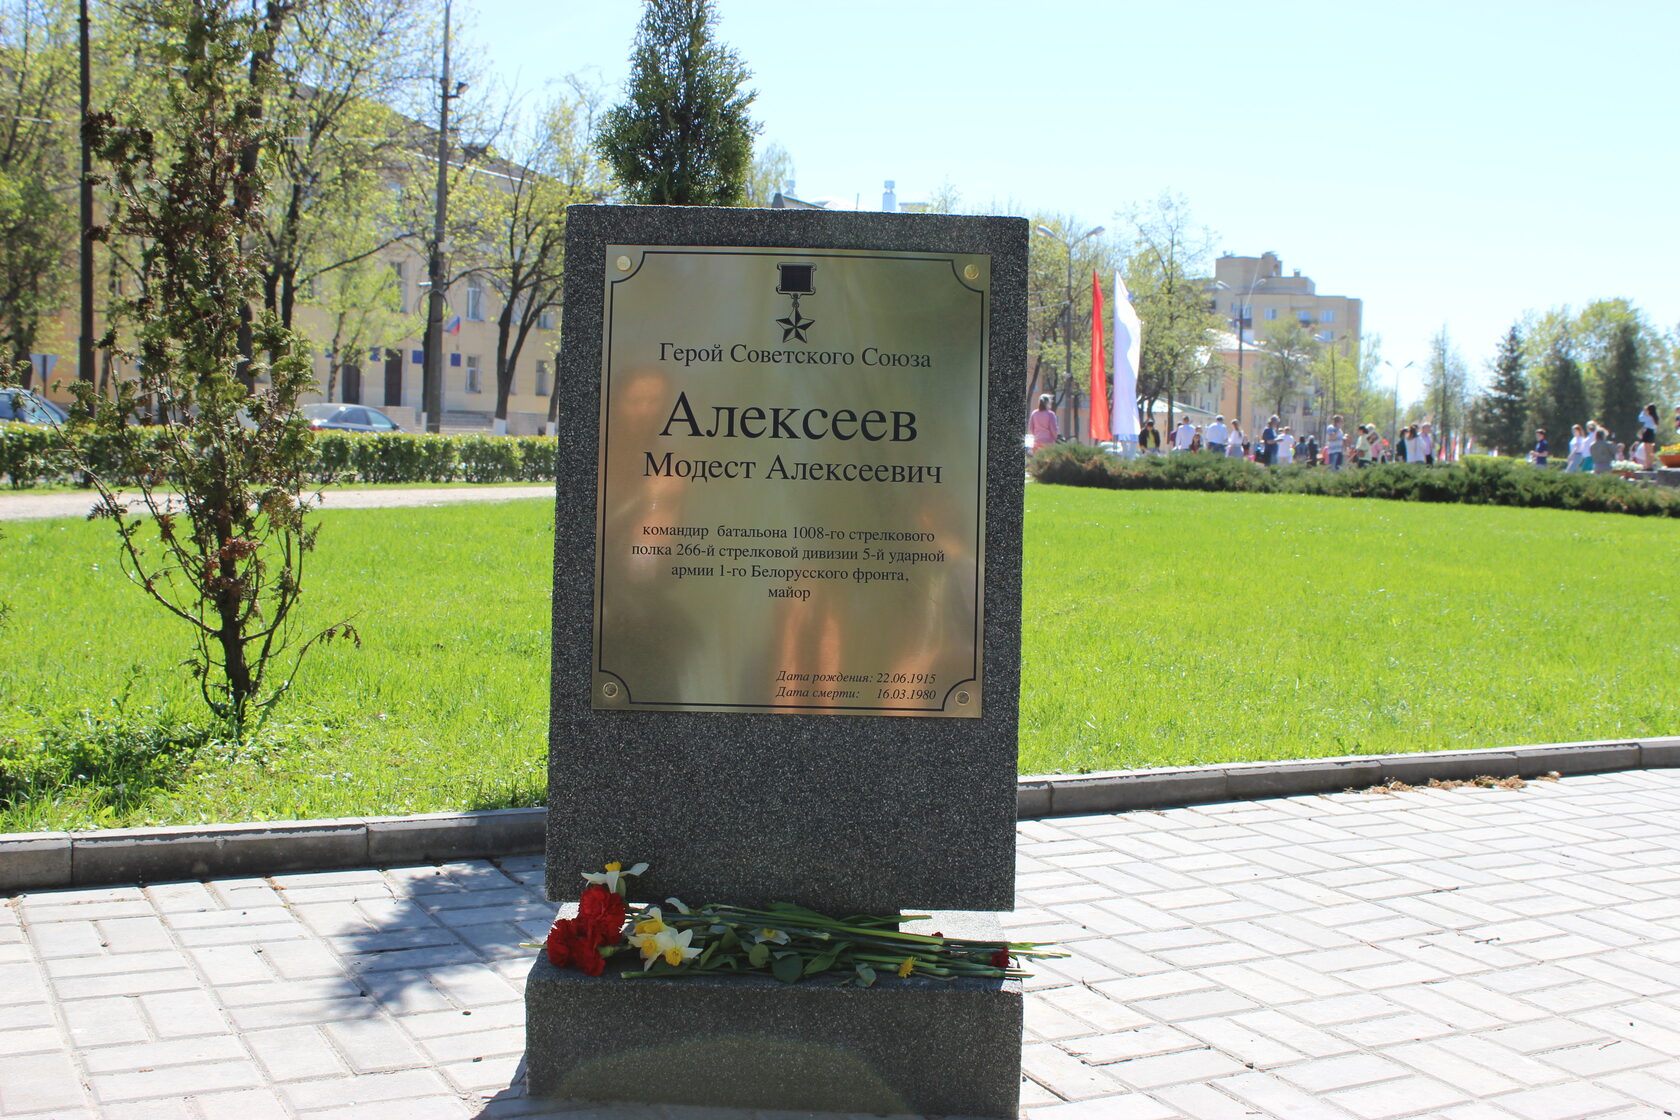 Герой Советского Союза
Алексеев
Модест Алексеевич
командир батальона 1008-го стрелкового
полка 266-й стрелковой дивизии 5-й ударной
армии 1-го Белорусского фронта,
майор
Дата рождения: 22.06.1915
Дата смерти: 16.03.1980